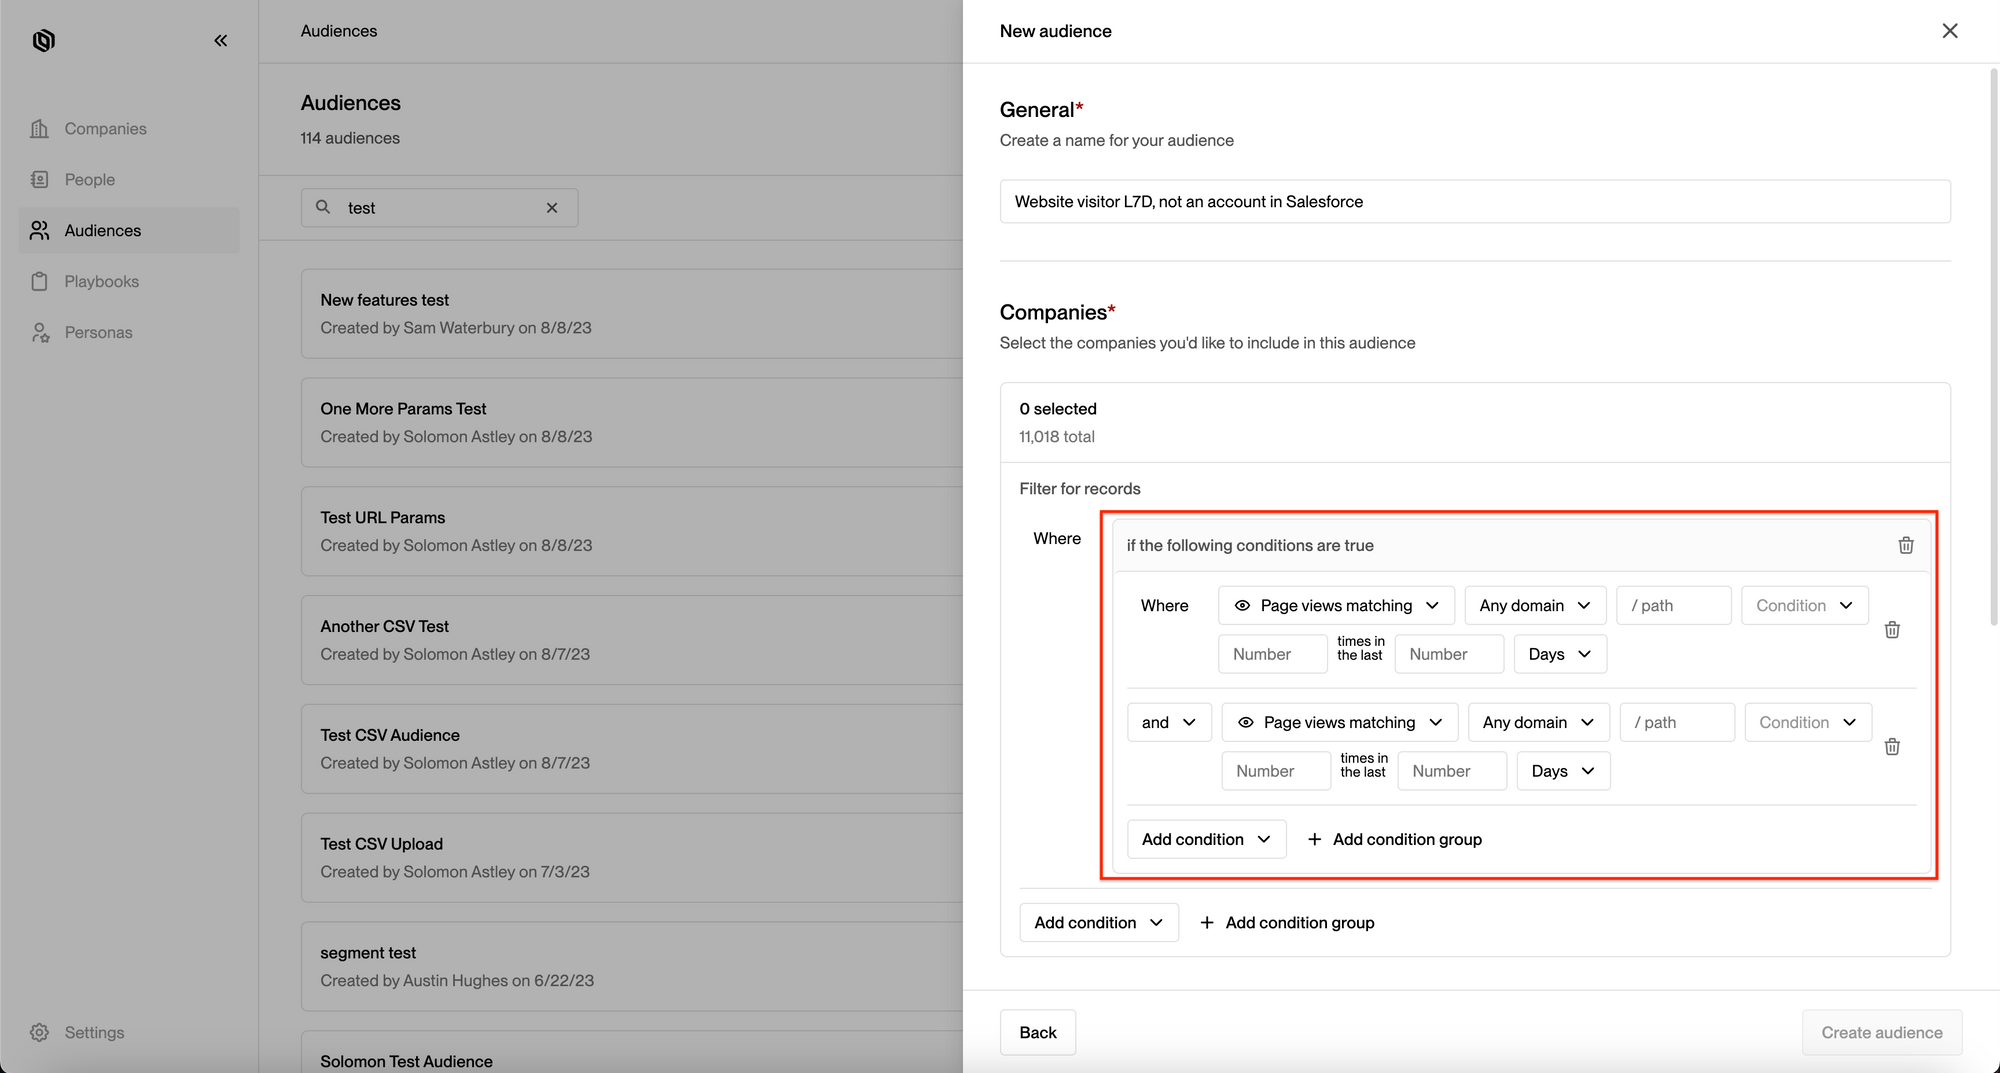 Companies
People
Audiences
Playbooks
Personas
Settings
Audiences
Audiences
114 audiences
test
New features test
Created by Sam Waterbury on 8/8/23
One More Params Test
Created by Solomon Astley on 8/8/23
Test URL Params
Created by Solomon Astley on 8/8/23
Another CSV Test
Created by Solomon Astley on 8/7/23
Test CSV Audience
Created by Solomon Astley on 8/7/23
Test CSV Upload
Created by Solomon Astley on 7/3/23
segment test
Created by Austin Hughes on 6/22/23
Solomon Test Audience
New audience
General*
Create a name for your audience
Website visitor L7D, not an account in Salesforce
Companies*
Select the companies you'd like to include in this audience
0 selected
11,018 total
Filter for records
Where
if the following conditions are true
Where Page views matching Any domain / path Condition
Number times in the last Number Days
and Page views matching Any domain / path Condition
Number times in the last Number Days
Add condition + Add condition group
Add condition + Add condition group
Back Create audience